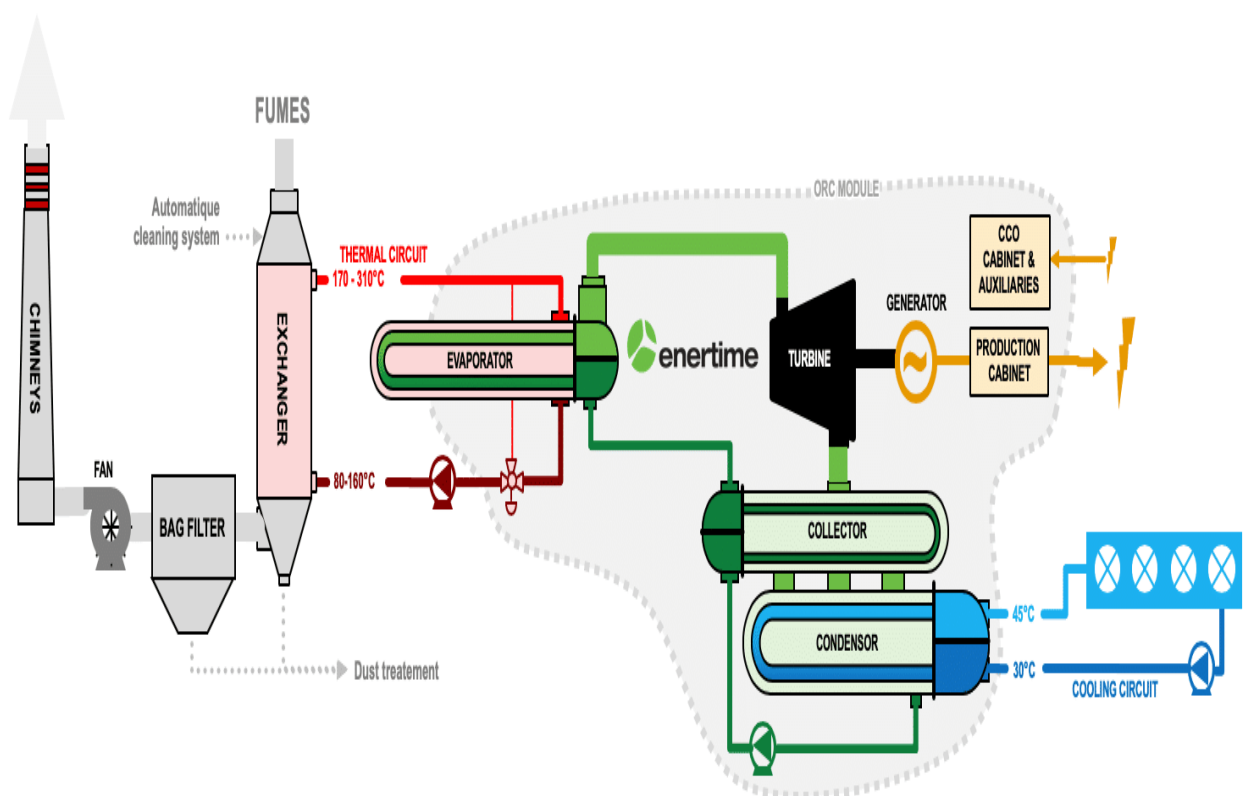 FUMES
Automatique
cleaning system
THERMAL CIRCUIT
170 - 310°C
CHIMNEYS
EXCHANGER
EVAPORATOR
80-160°C
FAN
BAG FILTER
Dust treatement
ORC MODULE
enertime
TURBINE
GENERATOR
CCO
CABINET &
AUXILIARIES
PRODUCTION
CABINET
COLLECTOR
CONDENSOR
45°C
30°C
COOLING CIRCUIT